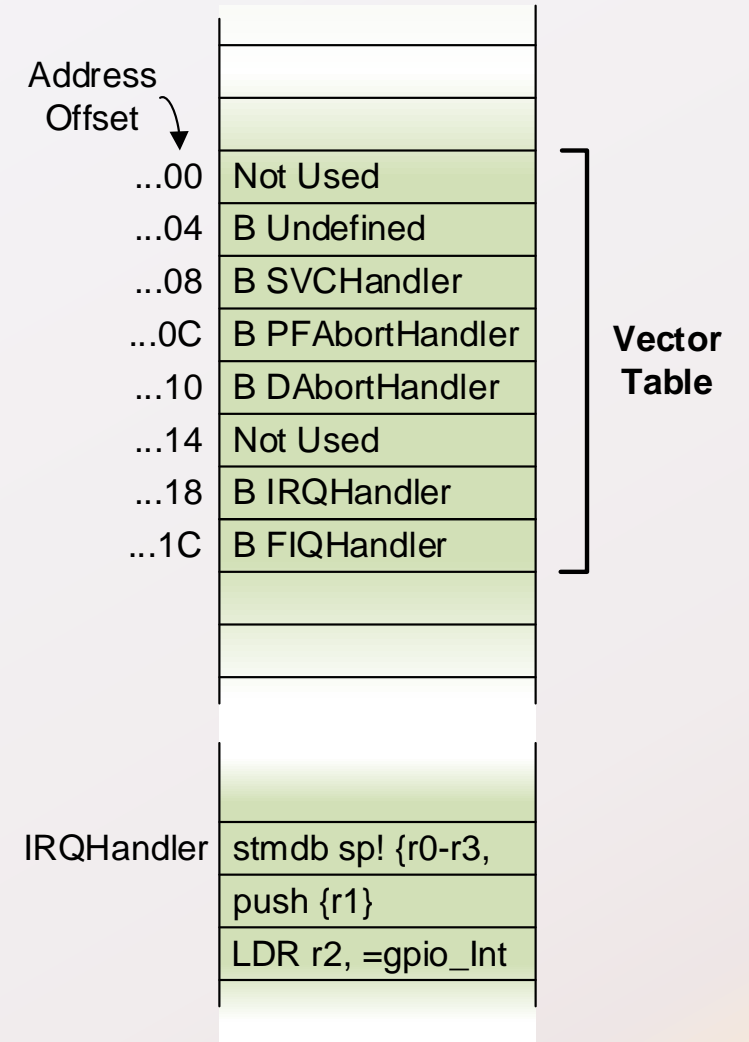 Address
Offset
...00 Not Used
...04 B Undefined
...08 B SVCHandler
...0C B PFAbortHandler
...10 B DAbortHandler
...14 Not Used
...18 B IRQHandler
...1C B FIQHandler
Vector
Table
IRQHandler stmdb sp! {r0-r3,
push {r1}
LDR r2, =gpio_Int